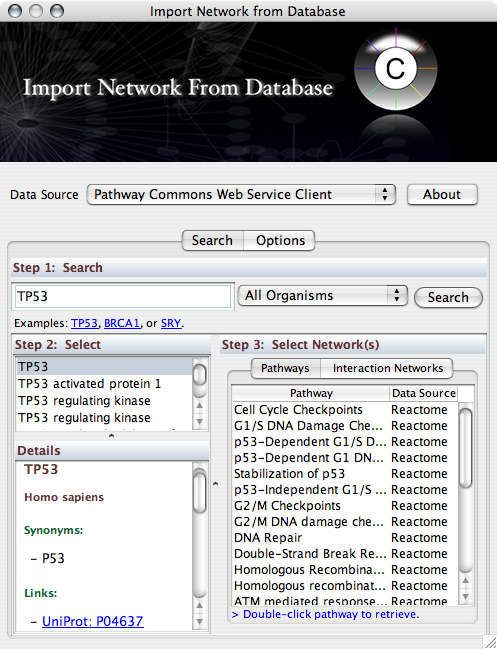 Import Network from Database
Import Network From Database
C
Data Source Pathway Commons Web Service Client About
Search Options
Step 1: Search
TP53 All Organisms Search
Examples: TP53, BRCA1, or SRY.
Step 2: Select
TP53
TP53 activated protein 1
TP53 regulating kinase
TP53 regulating kinase
Details
TP53
Homo sapiens
Synonyms:
- P53
Links:
- UniProt: P04637
Step 3: Select Network(s)
Pathways Interaction Networks
Pathway Data Source
Cell Cycle Checkpoints Reactome
G1/S DNA Damage Che... Reactome
p53-Dependent G1/S D... Reactome
p53-Dependent G1 DN... Reactome
Stabilization of p53 Reactome
p53-Independent G1/S ... Reactome
G2/M Checkpoints Reactome
G2/M DNA damage che... Reactome
DNA Repair Reactome
Double-Strand Break Re... Reactome
Homologous Recombina... Reactome
Homologous recombinat... Reactome
ATM mediated response... Reactome
> Double-click pathway to retrieve.